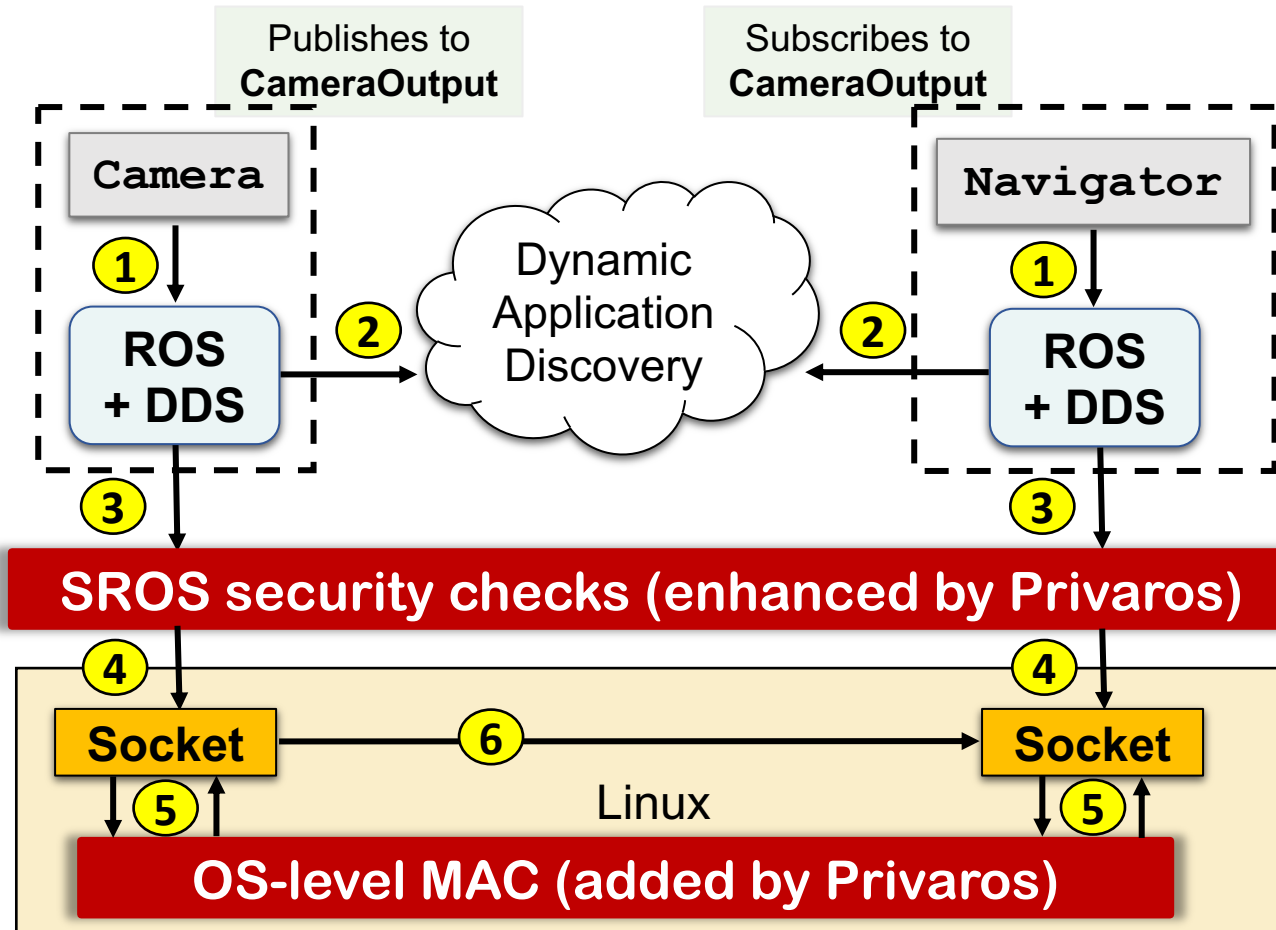 Publishes to
CameraOutput
Subscribes to
CameraOutput
Camera
Navigator
1
1
Dynamic
Application
Discovery
ROS
+ DDS
2
2
ROS
+ DDS
3
3
SROS security checks (enhanced by Privaros)
4
4
Socket
6
Socket
5
Linux
5
OS-level MAC (added by Privaros)